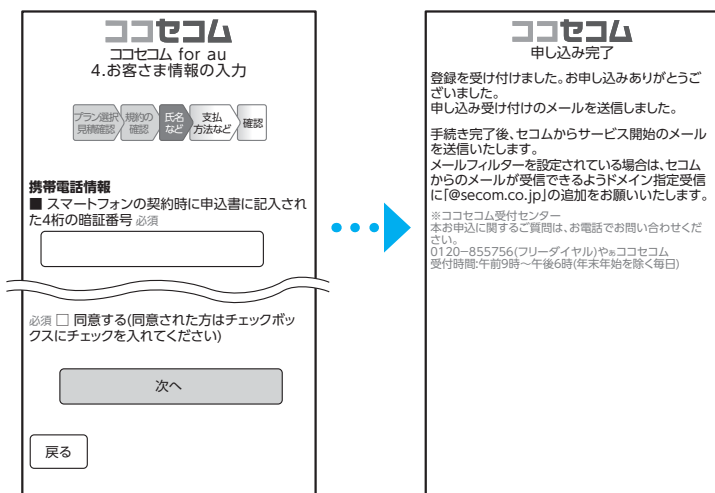 ココセコム
ココセコム for au
4.お客さま情報の入力
プラン選択
見積確認
規約の
確認
氏名
など
支払
方法など
確認
携帯電話情報
■ スマートフォンの契約時に申込書に記入され
た4桁の暗証番号 必須
必須 □ 同意する(同意された方はチェックボッ
クスにチェックを入れてください)
次へ
戻る
ココセコム
申し込み完了
登録を受け付けました。お申し込みありがとうご
ざいました。
申し込み受け付けのメールを送信しました。
手続き完了後、セコムからサービス開始のメール
を送信いたします。
メールフィルターを設定されている場合は、セコム
からのメールが受信できるようドメイン指定受信
に「@secom.co.jp」の追加をお願いいたします。
※ココセコム受付センター
本お申込に関するご質問は、お電話でお問い合わせくだ
さい。
0120−855756(フリーダイヤル)やぁココセコム
受付時間:午前9時〜午後6時(年末年始を除く毎日)